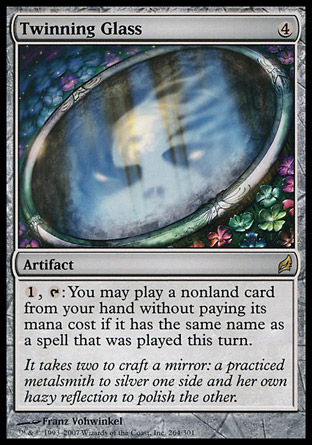 Twinning Glass 4
Artifact
1, : You may play a nonland card
from your hand without paying its
mana cost if it has the same name as
a spell that was played this turn.
It takes two to craft a mirror: a practiced
metalsmith to silver one side and her own
hazy reflection to polish the other.
Franz Vohwinkel
™ & © 1993-2007 Wizards of the Coast, Inc. 264/301